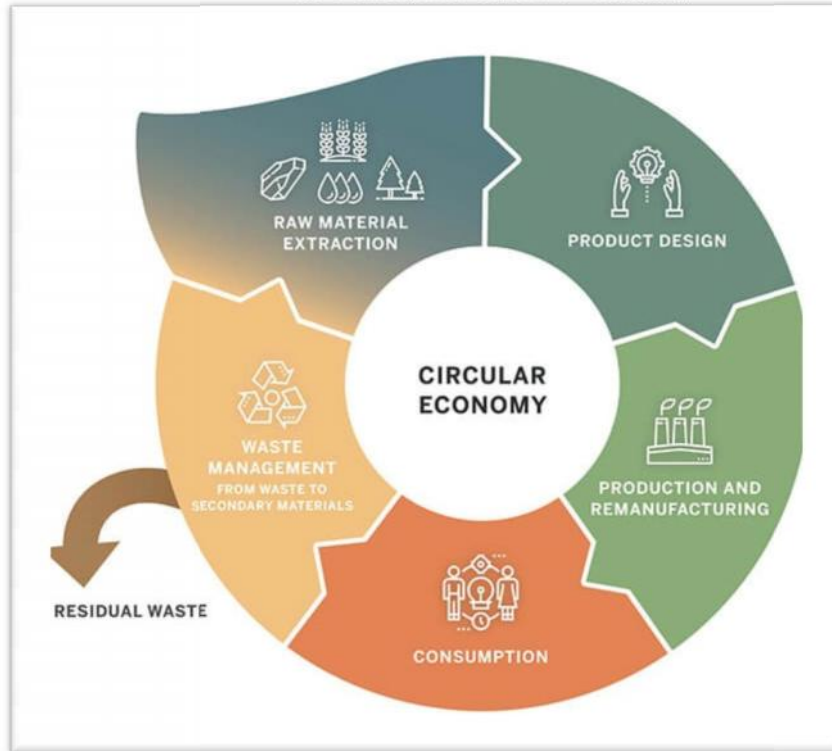 RAW MATERIAL
EXTRACTION
PRODUCT DESIGN
CIRCULAR
ECONOMY
PRODUCTION AND
REMANUFACTURING
CONSUMPTION
WASTE
MANAGEMENT
FROM WASTE TO
SECONDARY MATERIALS
RESIDUAL WASTE